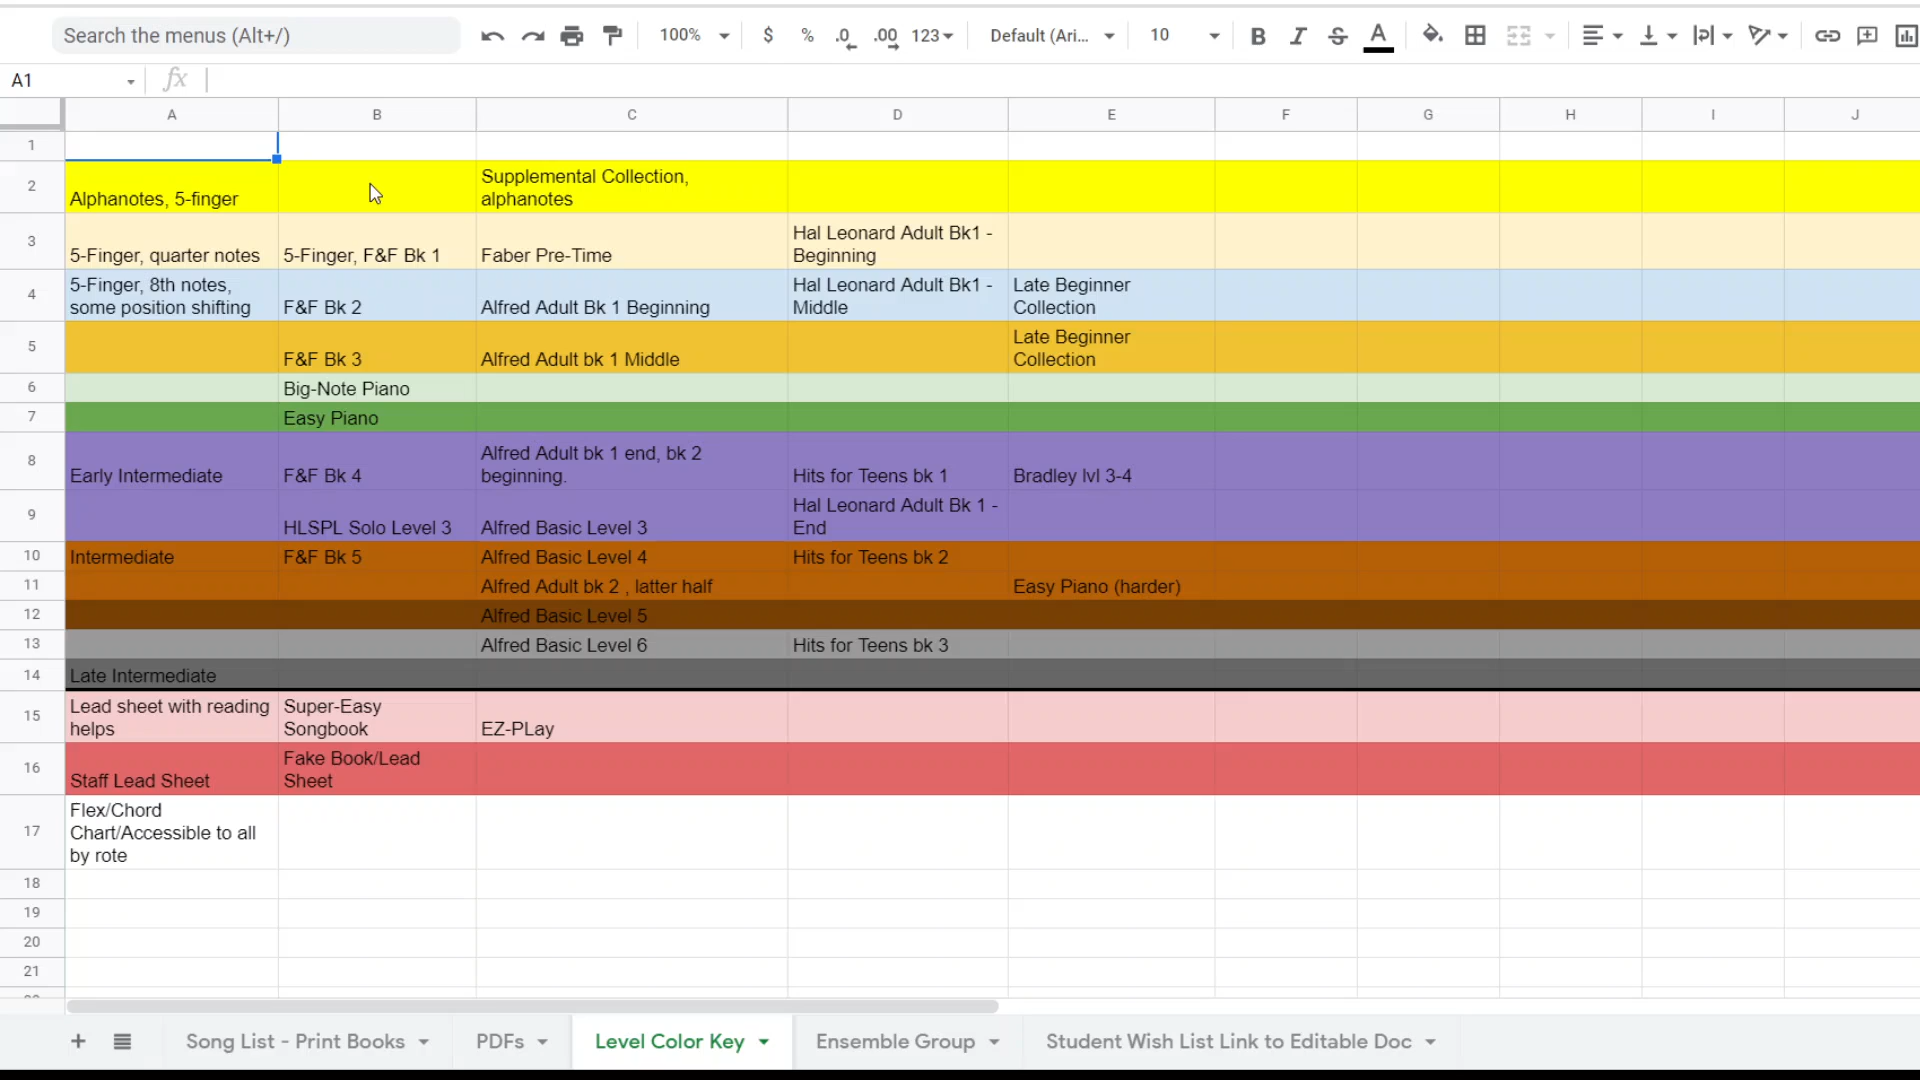 Search the menus (Alt+/)
100%
$
%
.0
.00
123
Default (Ari...
10
B
I
S
A
A1
fx
A B C D E F G H I J
1
2
Alphanotes, 5-finger
Supplemental Collection,
alphanotes
3
5-Finger, quarter notes
5-Finger, F&F Bk 1
Faber Pre-Time
Hal Leonard Adult Bk1 -
Beginning
4
5-Finger, 8th notes,
some position shifting
F&F Bk 2
Alfred Adult Bk 1 Beginning
Hal Leonard Adult Bk1 -
Middle
Late Beginner
Collection
5
F&F Bk 3
Alfred Adult bk 1 Middle
Late Beginner
Collection
6
Big-Note Piano
7
Easy Piano
8
Early Intermediate
F&F Bk 4
Alfred Adult bk 1 end, bk 2
beginning.
Hits for Teens bk 1
Bradley lvl 3-4
9
HLSPL Solo Level 3
Alfred Basic Level 3
Hal Leonard Adult Bk 1 -
End
10
Intermediate
F&F Bk 5
Alfred Basic Level 4
Hits for Teens bk 2
11
Alfred Adult bk 2 , latter half
Easy Piano (harder)
12
Alfred Basic Level 5
13
Alfred Basic Level 6
Hits for Teens bk 3
14
Late Intermediate
15
Lead sheet with reading
helps
Super-Easy
Songbook
EZ-PLay
16
Staff Lead Sheet
Fake Book/Lead
Sheet
17
Flex/Chord
Chart/Accessible to all
by rote
18
19
20
21
Song List - Print Books
PDFs
Level Color Key
Ensemble Group
Student Wish List Link to Editable Doc